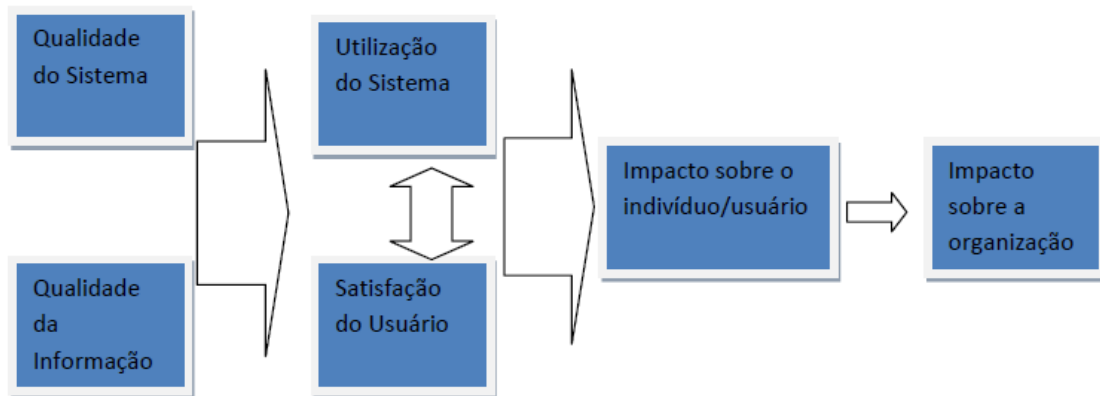 Qualidade
do Sistema
Utilização
do Sistema
Impacto sobre o
indivíduo/usuário
Impacto
sobre a
organização
Qualidade
da
Informação
Satisfação
do Usuário